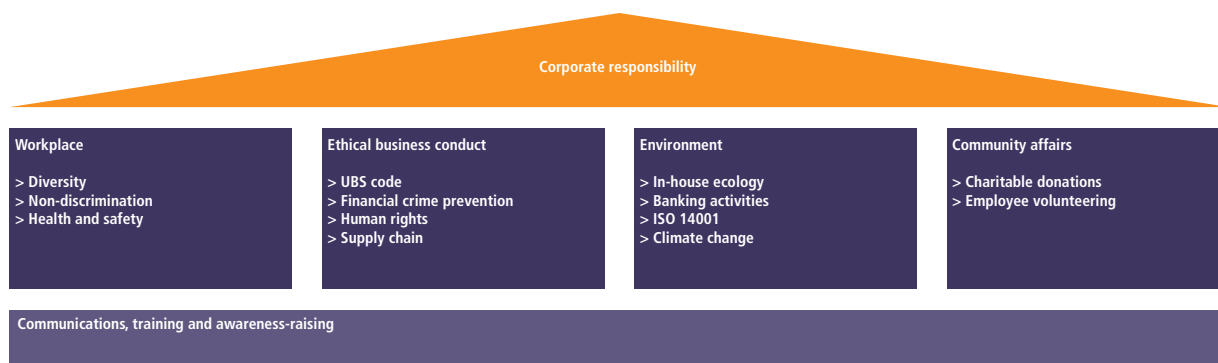 Corporate responsibility
Workplace
> Diversity
> Non-discrimination
> Health and safety
Ethical business conduct
> UBS code
> Financial crime prevention
> Human rights
> Supply chain
Environment
> In-house ecology
> Banking activities
> ISO 14001
> Climate change
Community affairs
> Charitable donations
> Employee volunteering
Communications, training and awareness-raising